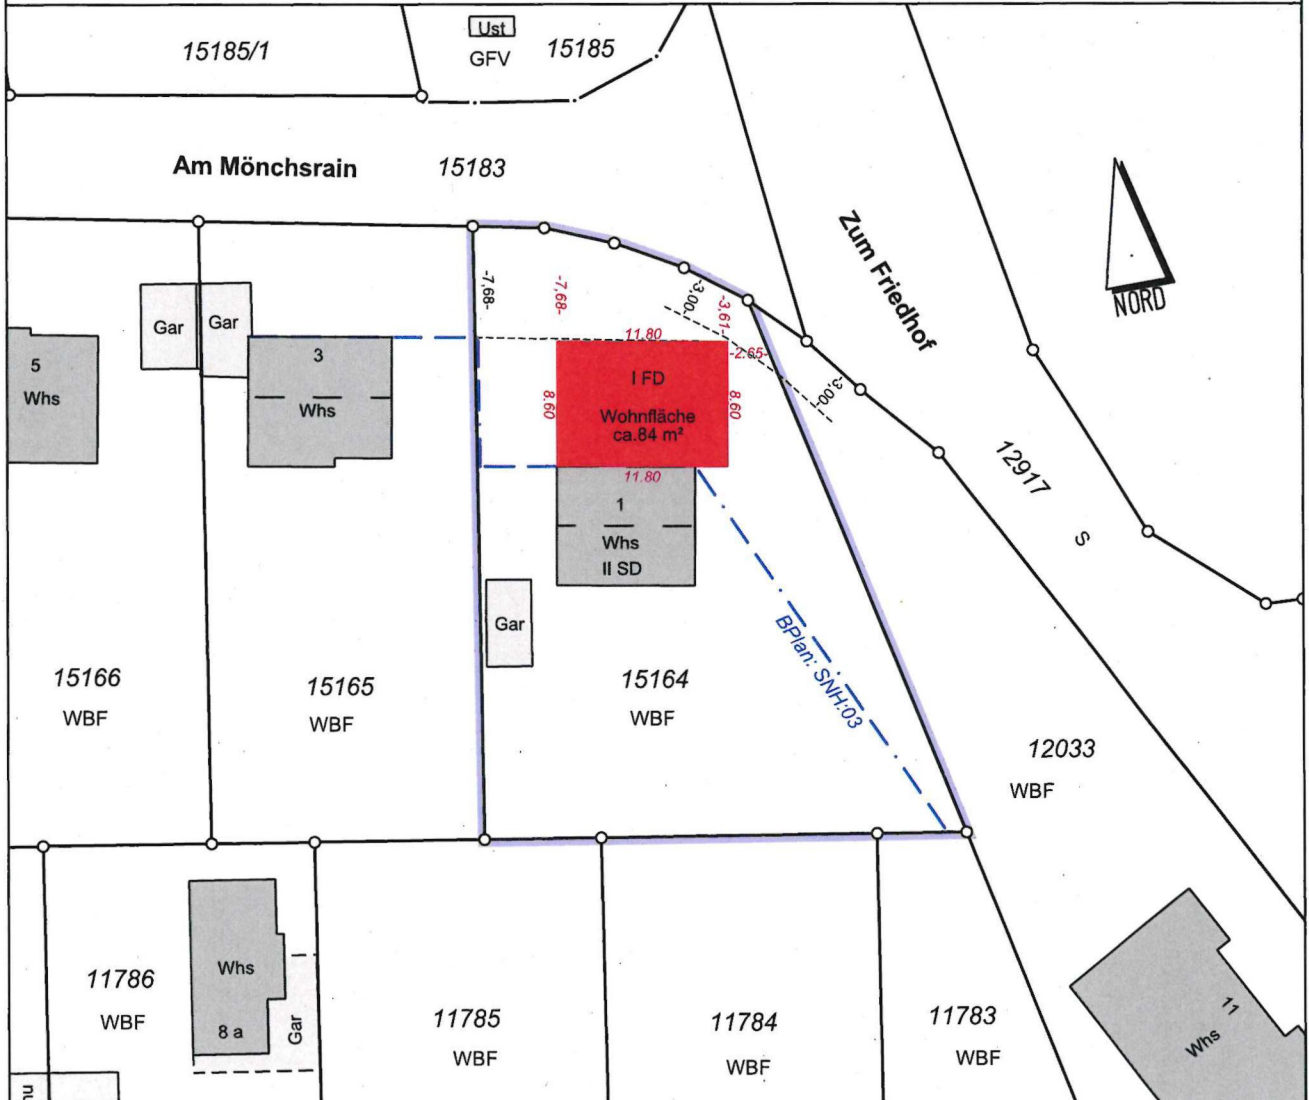 Ust
15185/1
GFV
15185
Am Mönchsrain
15183
Zum Friedhof
NORD
-7,68-
-7,68-
-3,00-
-3,61-
Gar
Gar
11.80
-2.65-
3
Whs
5
Whs
I FD
8.60
8.60
-3,00-
Wohnfläche
ca.84 m²
11.80
12917
S
1
Whs
II SD
Gar
BPlan: SNH:03
15166
WBF
15165
WBF
15164
WBF
12033
WBF
Whs
8 a
Gar
11786
WBF
11785
WBF
11784
WBF
11783
WBF
11
Whs